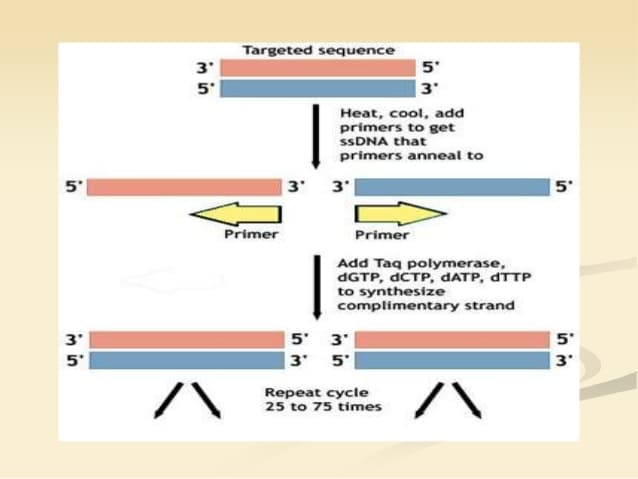 Targeted sequence
3' 5'
5' 3'
Heat, cool, add
primers to get
ssDNA that
primers anneal to
5' 3' 3' 5'
Primer Primer
Add Taq polymerase,
dGTP, dCTP, dATP, dTTP
to synthesize
complimentary strand
3' 5' 3' 5'
5' 3' 5' 3'
Repeat cycle
25 to 75 times